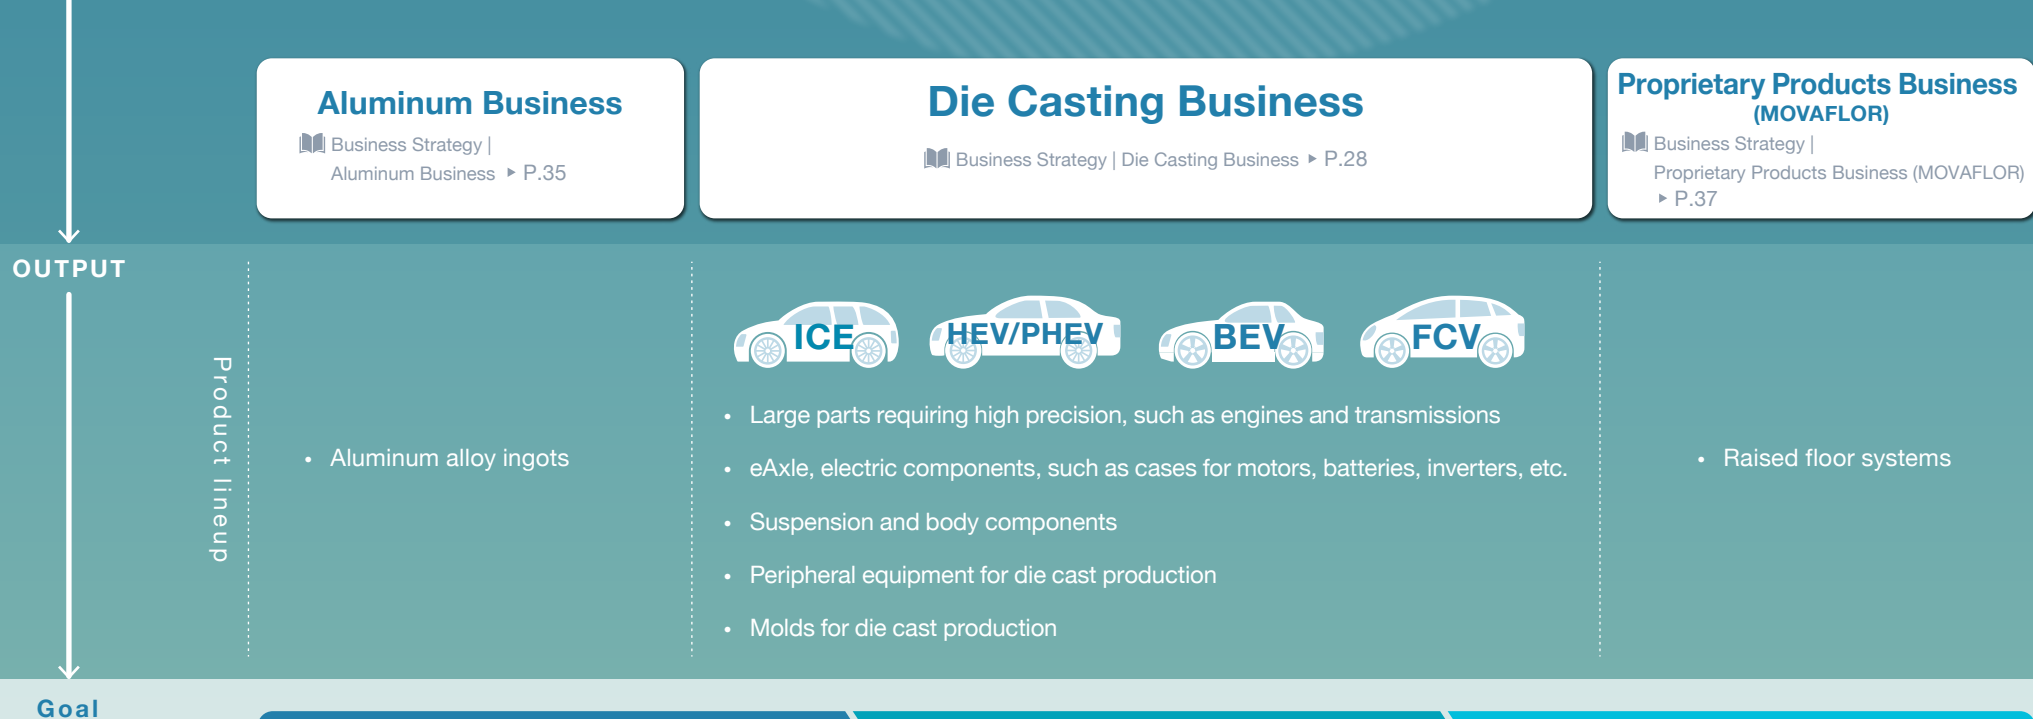 Aluminum Business
Business Strategy |
Aluminum Business ▸ P.35
Die Casting Business
Business Strategy | Die Casting Business ▸ P.28
Proprietary Products Business
(MOVAFLOR)
Business Strategy |
Proprietary Products Business (MOVAFLOR)
▸ P.37
OUTPUT
Product lineup
• Aluminum alloy ingots
ICE
HEV/PHEV
BEV
FCV
• Large parts requiring high precision, such as engines and transmissions
• eAxle, electric components, such as cases for motors, batteries, inverters, etc.
• Suspension and body components
• Peripheral equipment for die cast production
• Molds for die cast production
• Raised floor systems
Goal